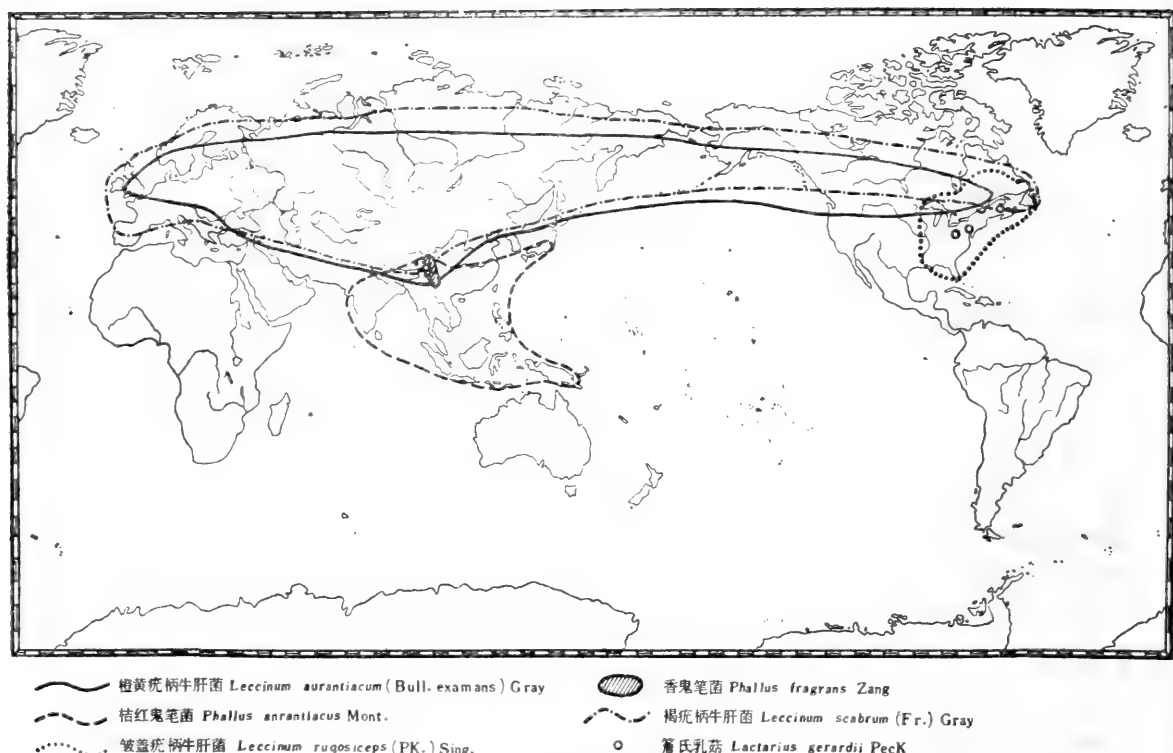 橙黄疣柄牛肝菌 Leccinum aurantiacum (Bull. examans) Gray
桔红鬼笔菌 Phallus anrantiacus Mont.
皱盖疣柄牛肝菌 Leccinum rugosiceps (PK.) Sing.
香鬼笔菌 Phallus fragrans Zang
褐疣柄牛肝菌 Leccinum scabrum (Fr.) Gray
氏乳菇 Lactarius gerardii PecK